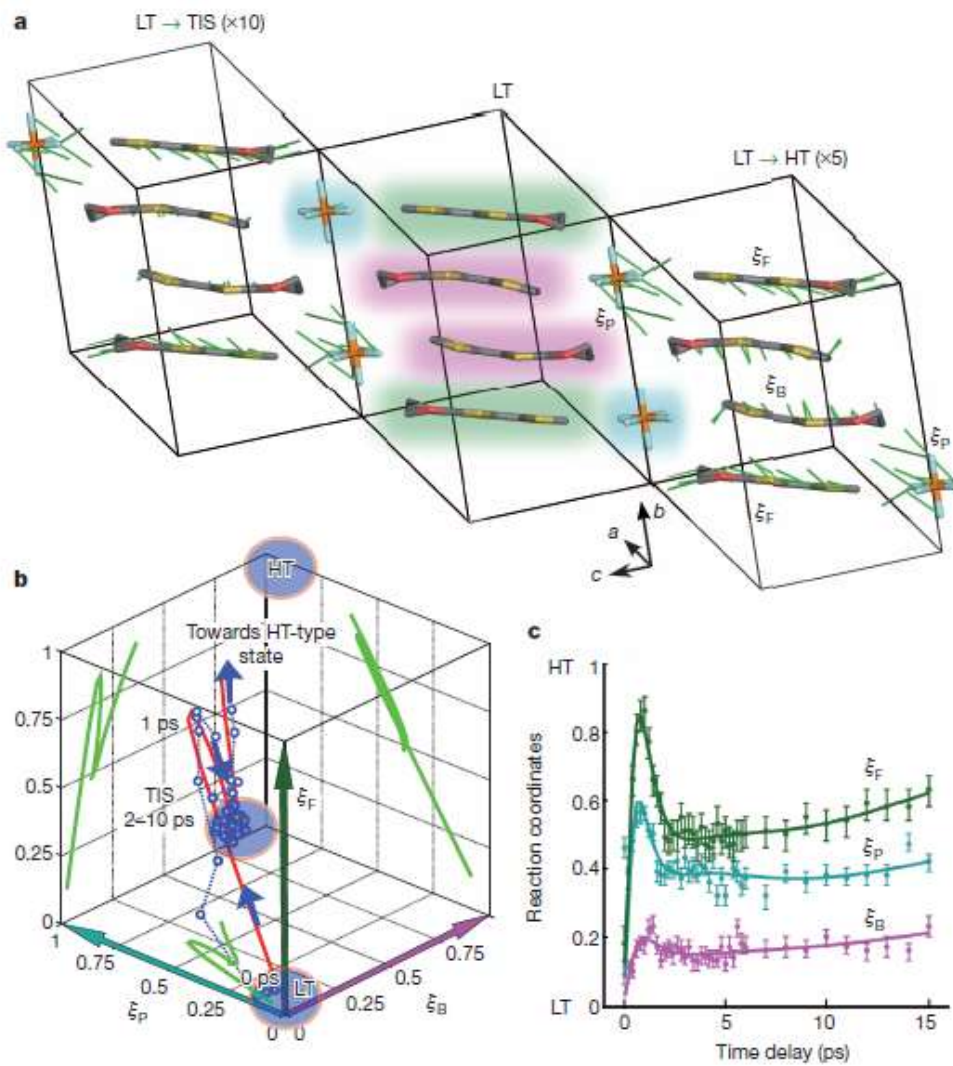 a
LT → TIS (×10)
LT
LT → HT (×5)
ξF
ξP
ξB
ξP
ξF
b
a
c
b
HT
Towards HT-type
state
1
0.75
1 ps
0.5
TIS
2–10 ps
ξF
0.25
0
1
0.75
0.5
0.25
0
0 ps
LT
0
0.25
0.5
0.75
ξP
ξB
c
HT
1
0.8
0.6
0.4
0.2
LT
0
Reaction coordinates
ξF
ξP
ξB
0
5
10
15
Time delay (ps)